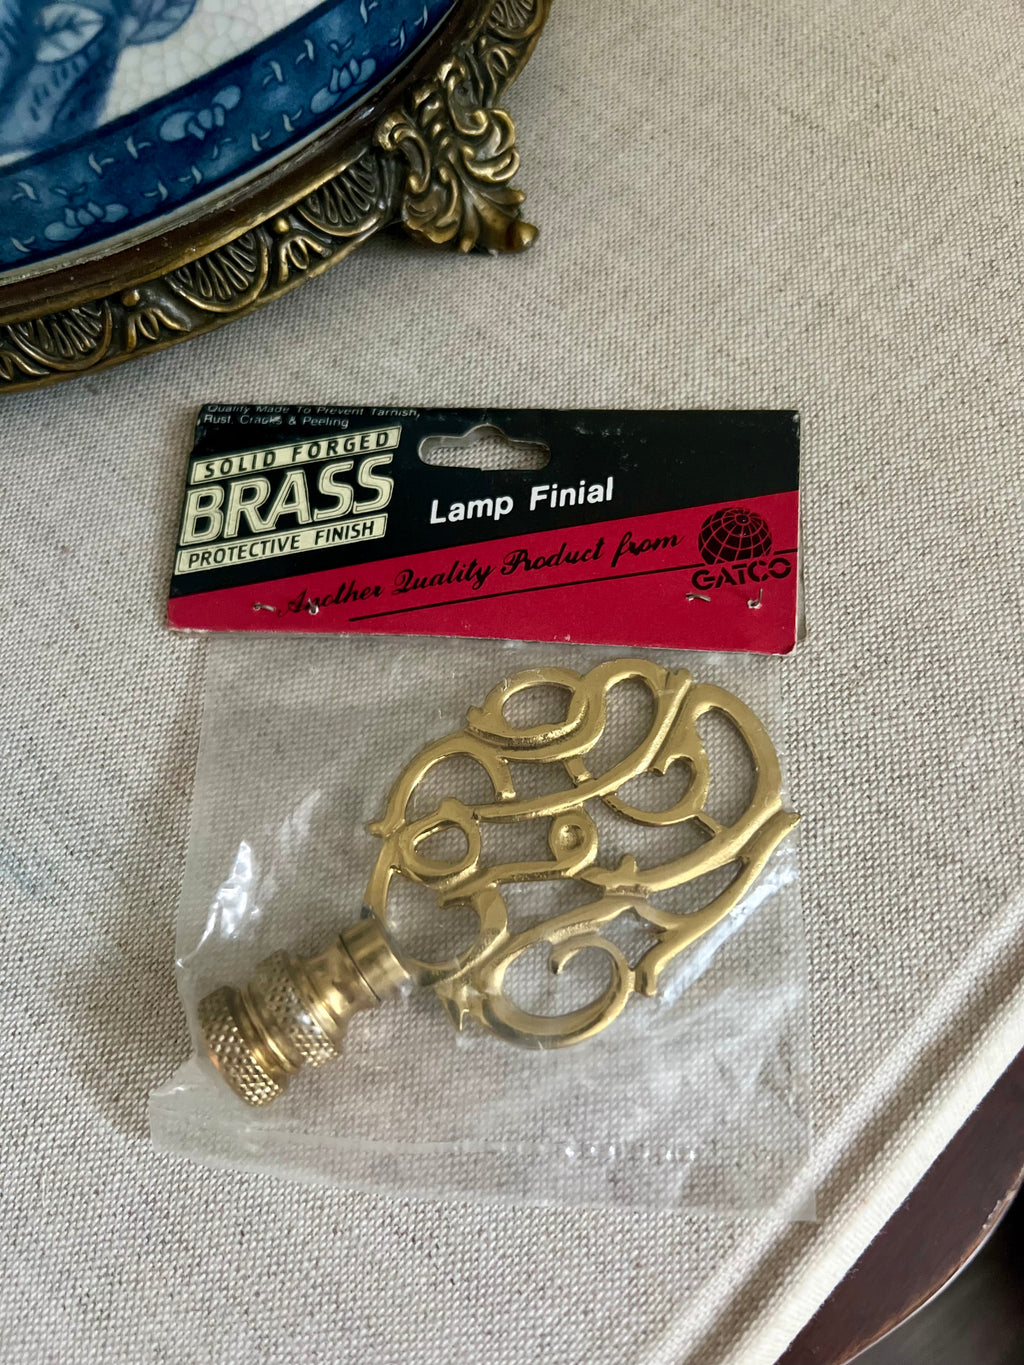 Quality Made To Prevent Tarnish,
Rust, Cracks & Peeling
SOLID FORGED
BRASS
PROTECTIVE FINISH
Lamp Finial
Another Quality Product from
GATCO